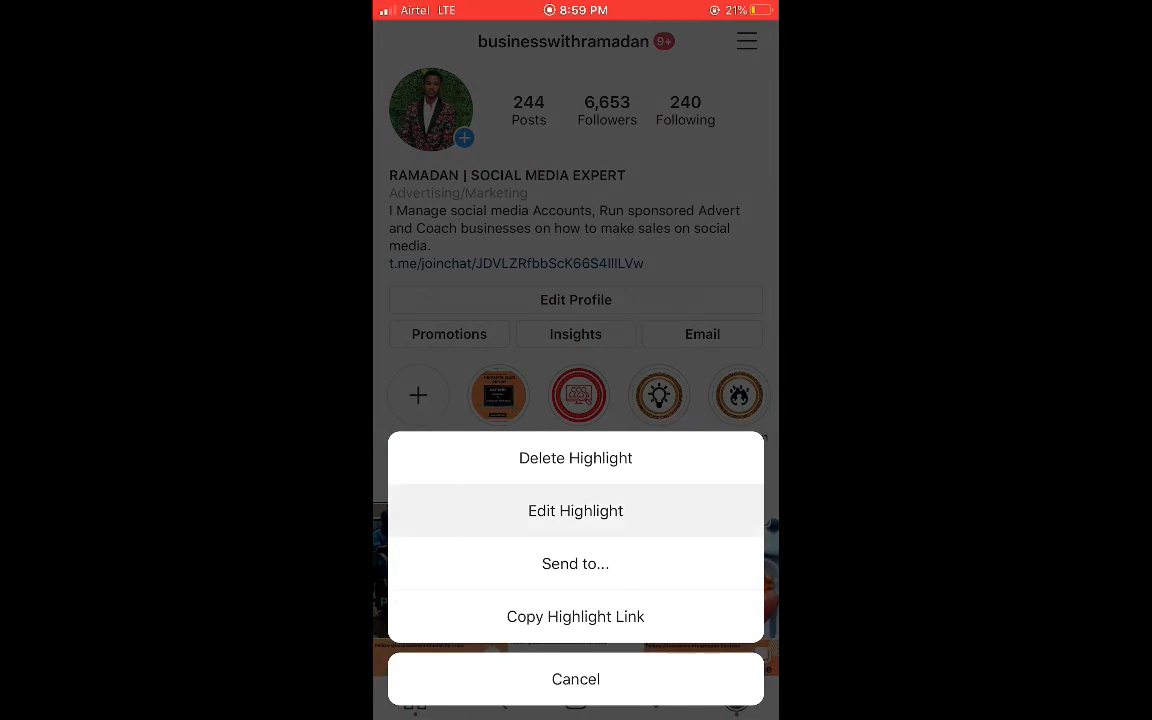 Airtel LTE 8:59 PM 21%
businesswithramadan 9+
244 6,653 240
Posts Followers Following
RAMADAN | SOCIAL MEDIA EXPERT
Advertising/Marketing
I Manage social media Accounts, Run sponsored Advert
and Coach businesses on how to make sales on social
media.
t.me/joinchat/JDVLZRfbbScK66S4IIILVw
Edit Profile
Promotions Insights Email
Delete Highlight
Edit Highlight
Send to...
Copy Highlight Link
Cancel